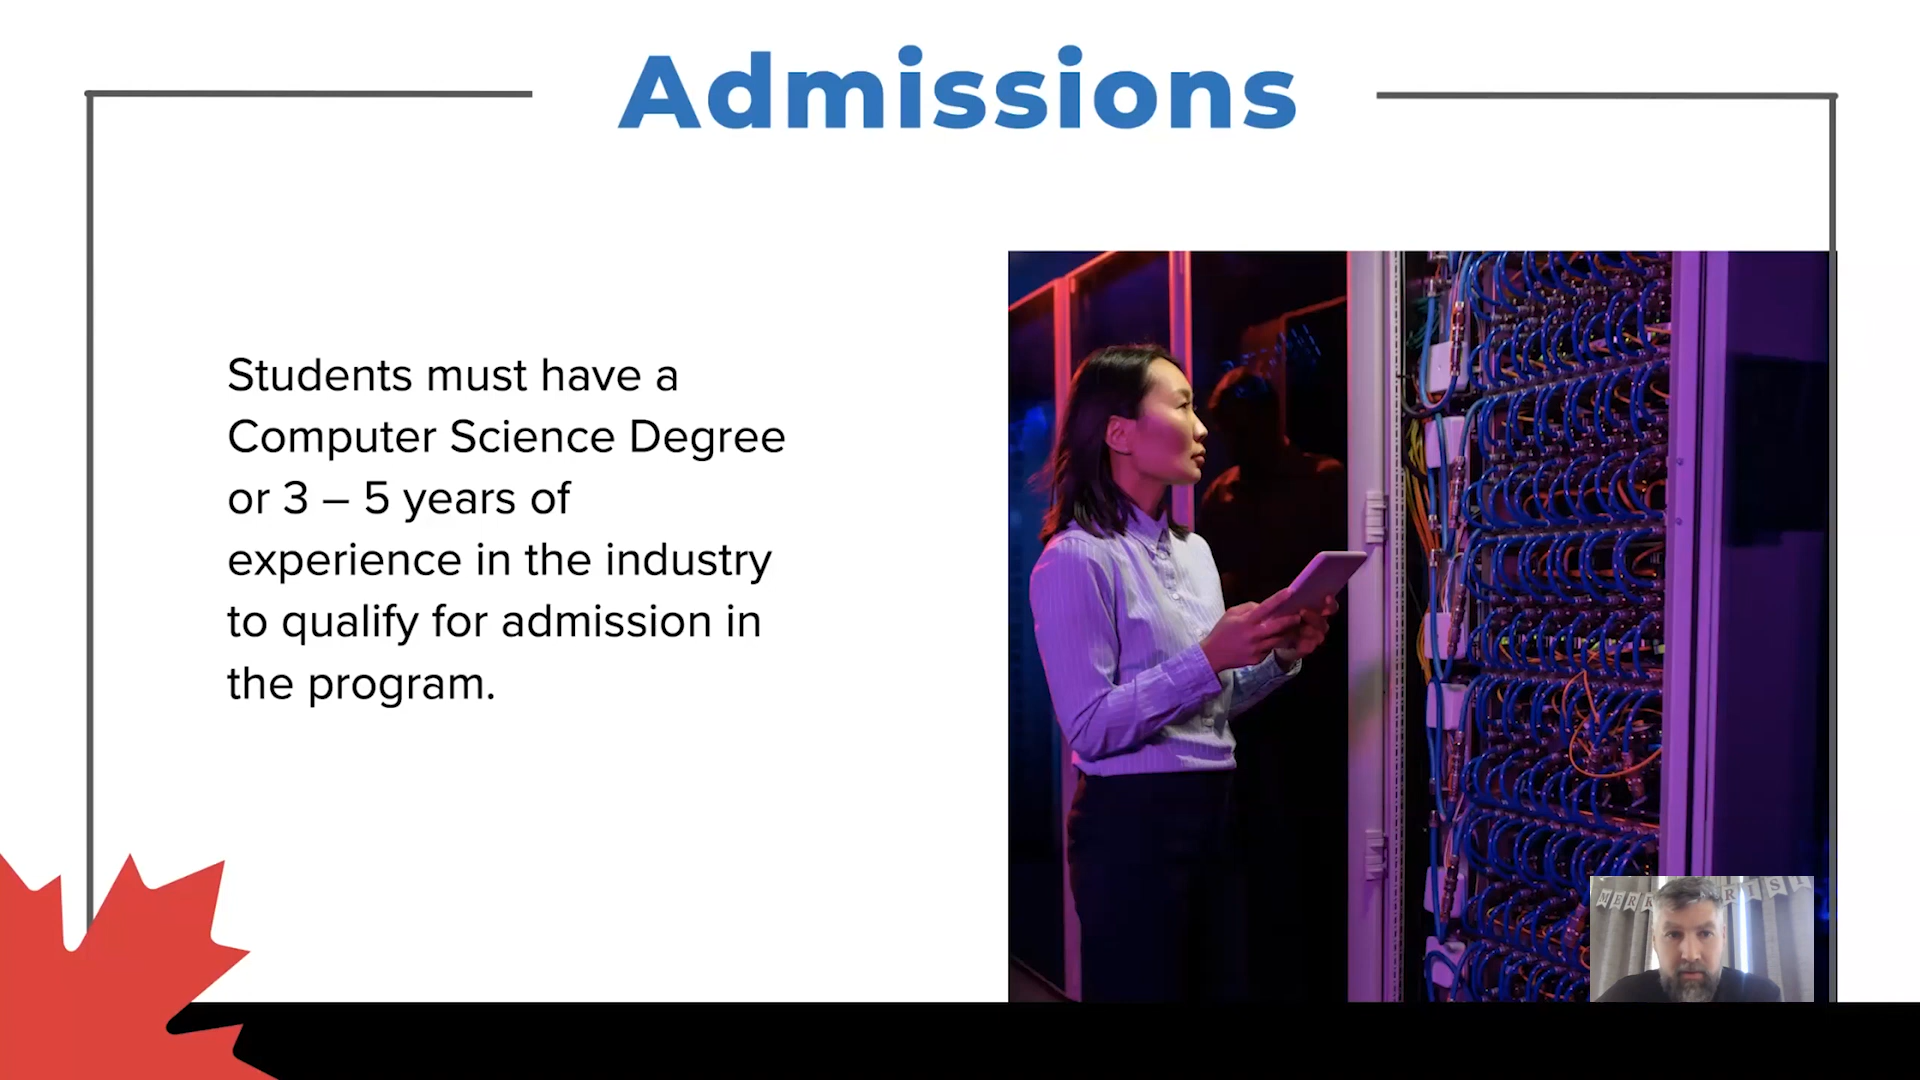 Admissions
Students must have a
Computer Science Degree
or 3 – 5 years of
experience in the industry
to qualify for admission in
the program.